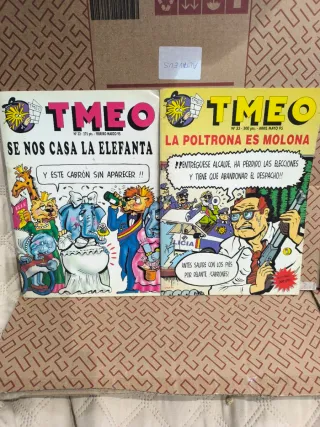 TMEO
SE NOS CASA LA ELEFANTA
Y ESTE CABRÓN SIN APARECER !!
TMEO
LA POLTRONA ES MOLONA
¡¡ENTRÉGUESE ALCALDE, HA PERDIDO LAS ELECCIONES
Y TIENE QUE ABANDONAR EL DESPACHO!!
LICIA
ANTES SALDRÉ CON LOS PIES
POR DELANTE, ¡CABRONES!